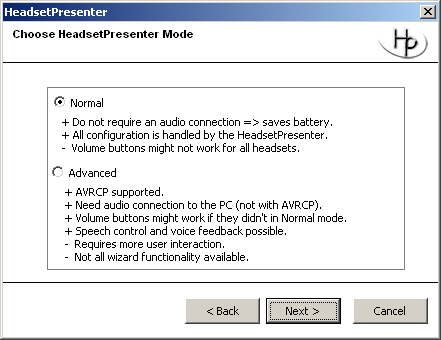 HeadsetPresenter
Choose HeadsetPresenter Mode
Hp
Normal
+ Do not require an audio connection => saves battery.
+ All configuration is handled by the HeadsetPresenter.
- Volume buttons might not work for all headsets.
Advanced
+ AVRCP supported.
+ Need audio connection to the PC (not with AVRCP).
+ Volume buttons might work if they didn't in Normal mode.
+ Speech control and voice feedback possible.
- Requires more user interaction.
- Not all wizard functionality available.
< Back
Next >
Cancel